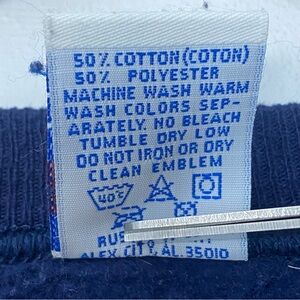 50% COTTON (COTON)
50% POLYESTER
MACHINE WASH WARM
WASH COLORS SEP-
ARATELY. NO BLEACH
TUMBLE DRY LOW
DO NOT IRON OR DRY
CLEAN EMBLEM
40°C
ALEX CITY AL. 35010